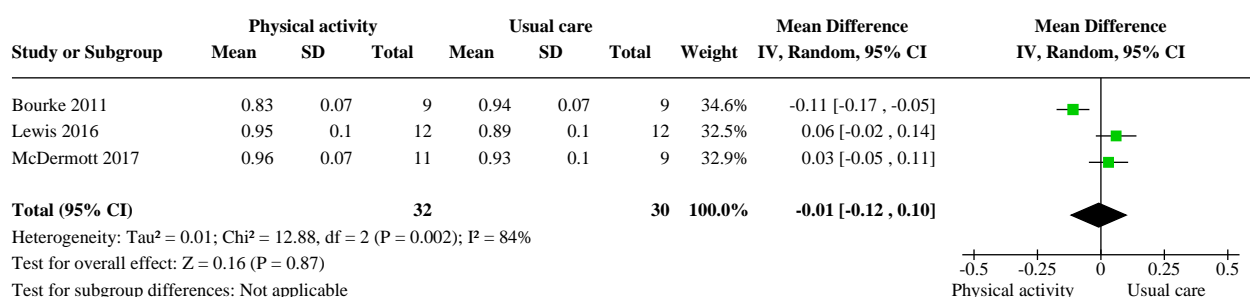 Physical activity Usual care Mean Difference Mean Difference
Study or Subgroup Mean SD Total Mean SD Total Weight IV, Random, 95% CI IV, Random, 95% CI
Bourke 2011 0.83 0.07 9 0.94 0.07 9 34.6% -0.11 [-0.17 , -0.05]
Lewis 2016 0.95 0.1 12 0.89 0.1 12 32.5% 0.06 [-0.02 , 0.14]
McDermott 2017 0.96 0.07 11 0.93 0.1 9 32.9% 0.03 [-0.05 , 0.11]
Total (95% CI) 32 30 100.0% -0.01 [-0.12 , 0.10]
Heterogeneity: Tau² = 0.01; Chi² = 12.88, df = 2 (P = 0.002); I² = 84%
Test for overall effect: Z = 0.16 (P = 0.87)
Test for subgroup differences: Not applicable
-0.5 -0.25 0 0.25 0.5
Physical activity Usual care